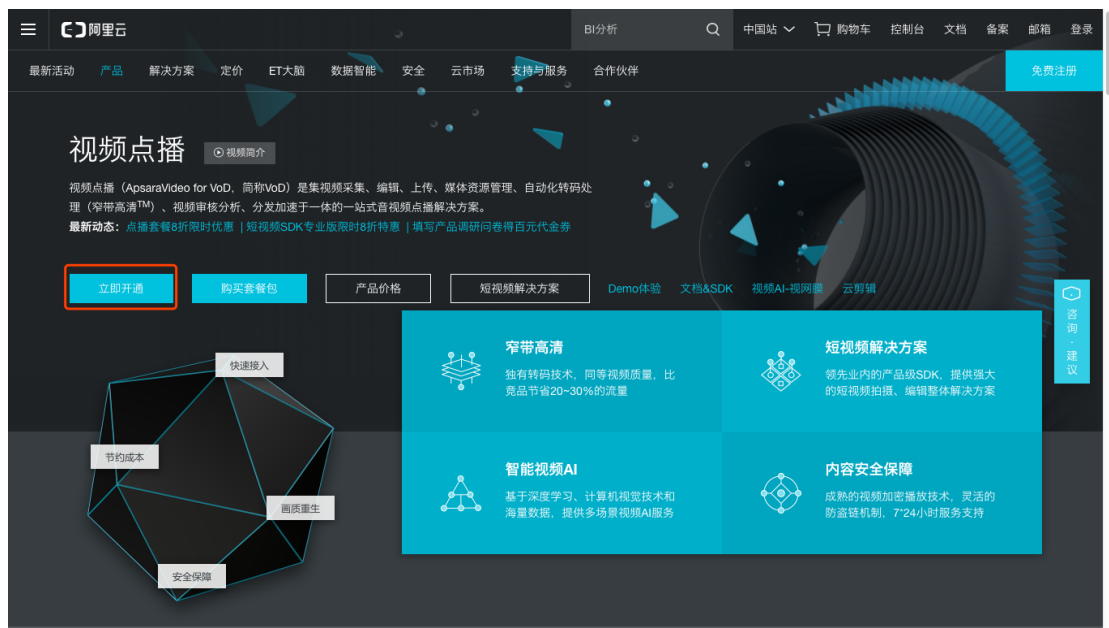 阿里云
BI分析
中国站
购物车
控制台
文档
备案
邮箱
登录
最新活动
产品
解决方案
定价
ET大脑
数据智能
安全
云市场
支持与服务
合作伙伴
免费注册
视频点播
视频简介
视频点播（ApsaraVideo for VoD，简称VoD）是集视频采集、编辑、上传、媒体资源管理、自动化转码处
理（窄带高清TM）、视频审核分析、分发加速于一体的一站式音视频点播解决方案。
最新动态：点播套餐8折限时优惠 | 短视频SDK专业版限时8折特惠 | 填写产品调研问卷得百元代金券
立即开通
购买套餐包
产品价格
短视频解决方案
Demo体验
文档&SDK
视频AI-视网膜
云剪辑
咨询·建议
快速接入
节约成本
画质重生
安全保障
窄带高清
独有转码技术，同等视频质量，比
竞品节省20~30%的流量
短视频解决方案
领先业内的产品级SDK，提供强大
的短视频拍摄、编辑整体解决方案
智能视频AI
基于深度学习、计算机视觉技术和
海量数据，提供多场景视频AI服务
内容安全保障
成熟的视频加密播放技术，灵活的
防盗链机制，7*24小时服务支持